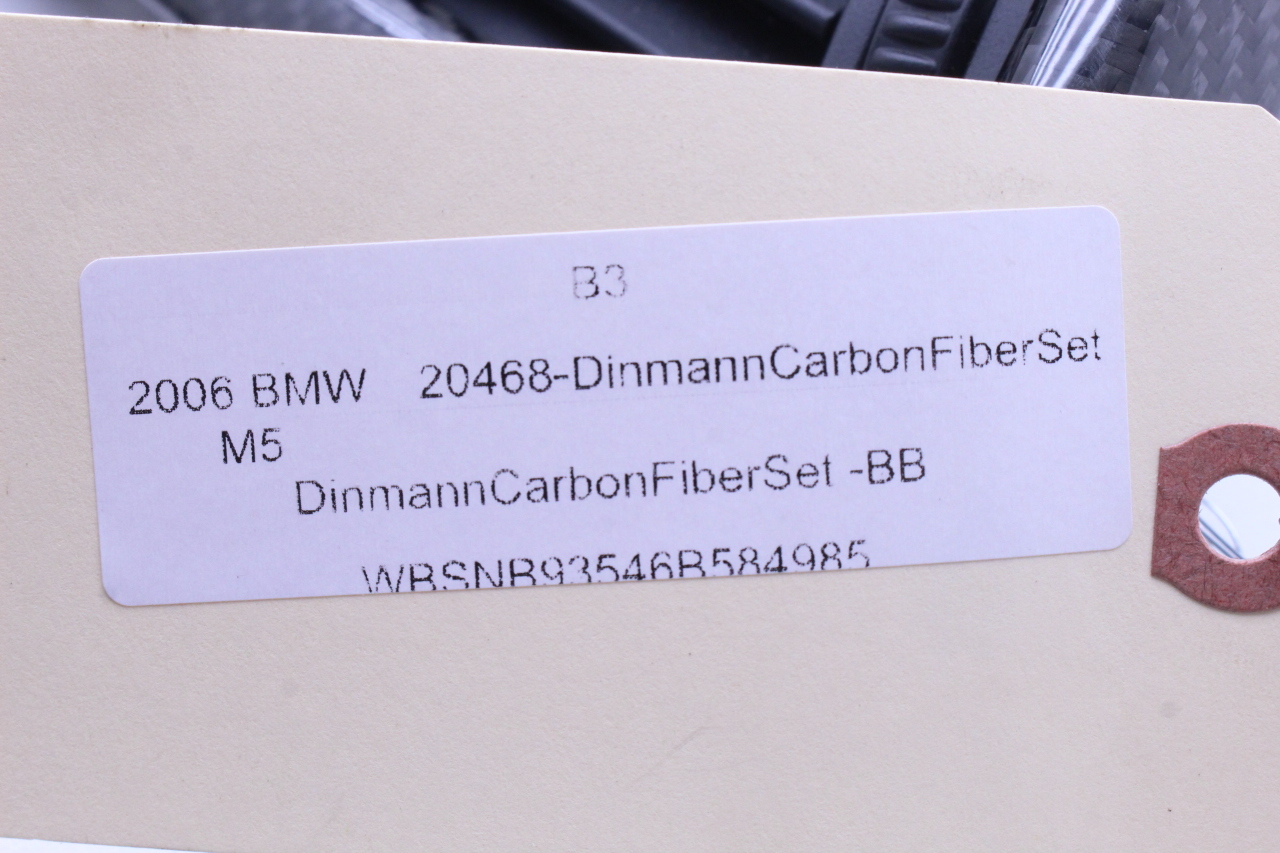 B3
2006 BMW 20468-DinmannCarbonFiberSet
M5
DinmannCarbonFiberSet -BB
WBSNB93546B584985